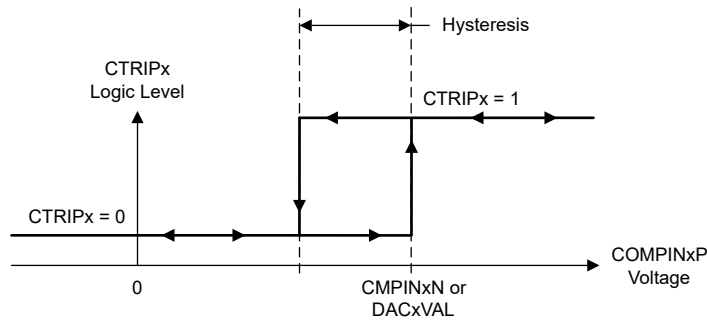 Hysteresis
CTRIPx
Logic Level
CTRIPx = 1
CTRIPx = 0
COMPINxP
Voltage
0
CMPINxN or
DACxVAL